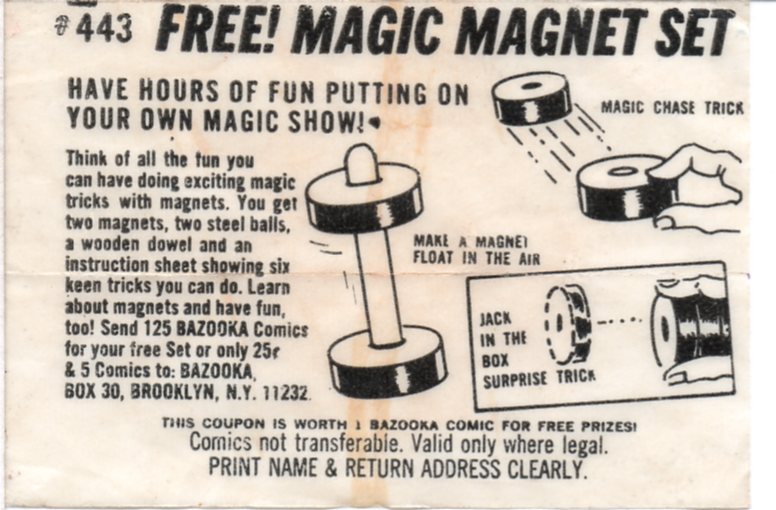 #443 FREE! MAGIC MAGNET SET
HAVE HOURS OF FUN PUTTING ON
YOUR OWN MAGIC SHOW!
Think of all the fun you
can have doing exciting magic
tricks with magnets. You get
two magnets, two steel balls,
a wooden dowel and an
instruction sheet showing six
keen tricks you can do. Learn
about magnets and have fun,
too! Send 125 BAZOOKA Comics
for your free Set or only 25¢
& 5 Comics to: BAZOOKA,
BOX 30, BROOKLYN, N.Y. 11232.
MAGIC CHASE TRICK
MAKE A MAGNET
FLOAT IN THE AIR
JACK
IN THE
BOX
SURPRISE TRICK
THIS COUPON IS WORTH 1 BAZOOKA COMIC FOR FREE PRIZES!
Comics not transferable. Valid only where legal.
PRINT NAME & RETURN ADDRESS CLEARLY.